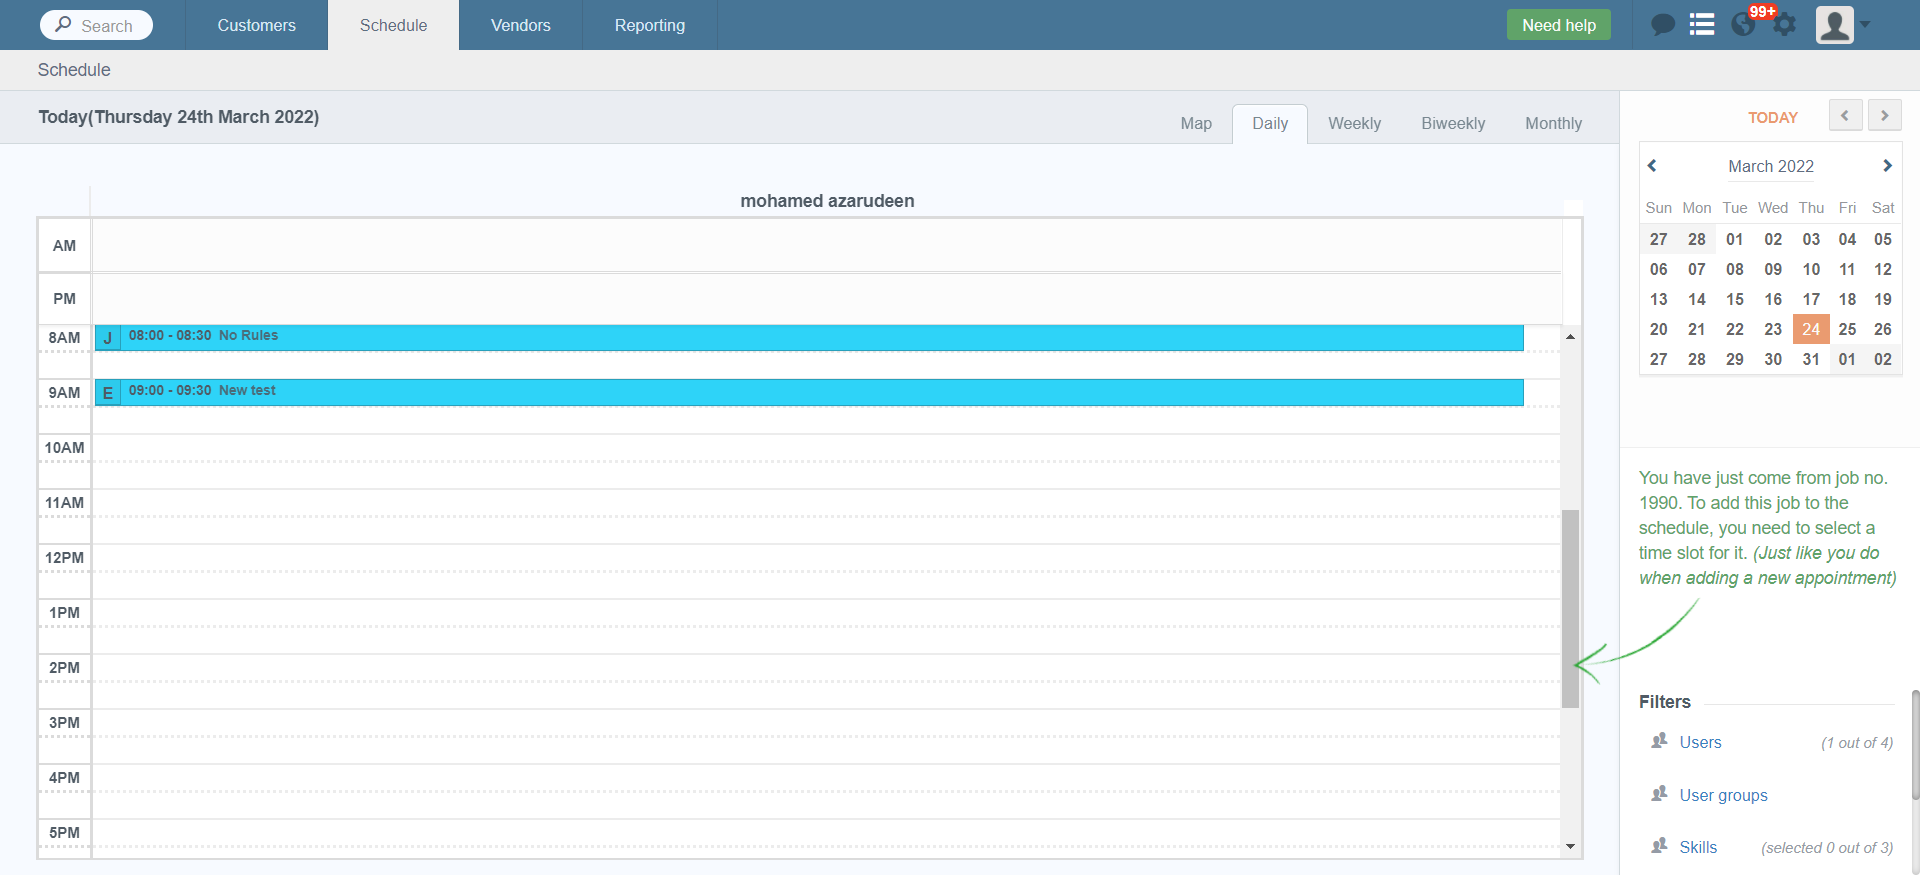 Search
Customers
Schedule
Vendors
Reporting
Need help
99+
Schedule
Today(Thursday 24th March 2022)
Map
Daily
Weekly
Biweekly
Monthly
TODAY
March 2022
Sun Mon Tue Wed Thu Fri Sat
27 28 01 02 03 04 05
06 07 08 09 10 11 12
13 14 15 16 17 18 19
20 21 22 23 24 25 26
27 28 29 30 31 01 02
mohamed azarudeen
AM
PM
8AM
J 08:00 - 08:30 No Rules
9AM
E 09:00 - 09:30 New test
10AM
11AM
12PM
1PM
2PM
3PM
4PM
5PM
You have just come from job no.
1990. To add this job to the
schedule, you need to select a
time slot for it. (Just like you do
when adding a new appointment)
Filters
Users (1 out of 4)
User groups
Skills (selected 0 out of 3)